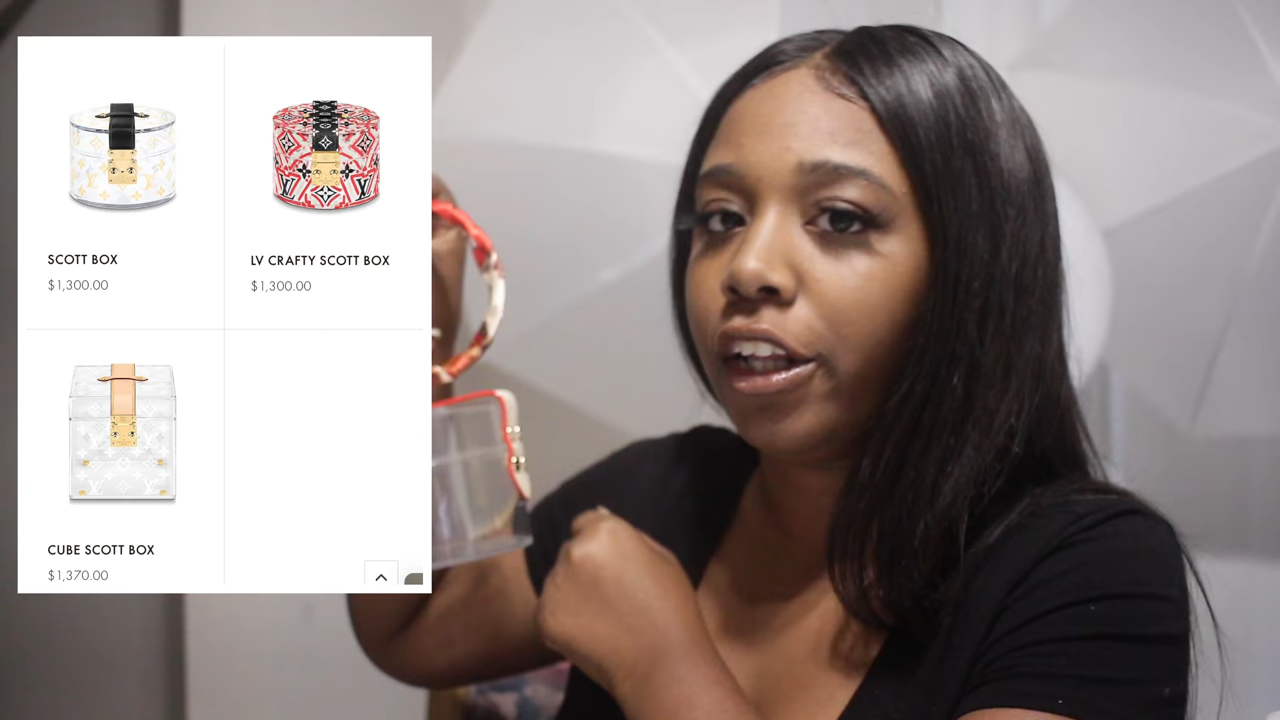 SCOTT BOX
$1,300.00
LV CRAFTY SCOTT BOX
$1,300.00
CUBE SCOTT BOX
$1,370.00